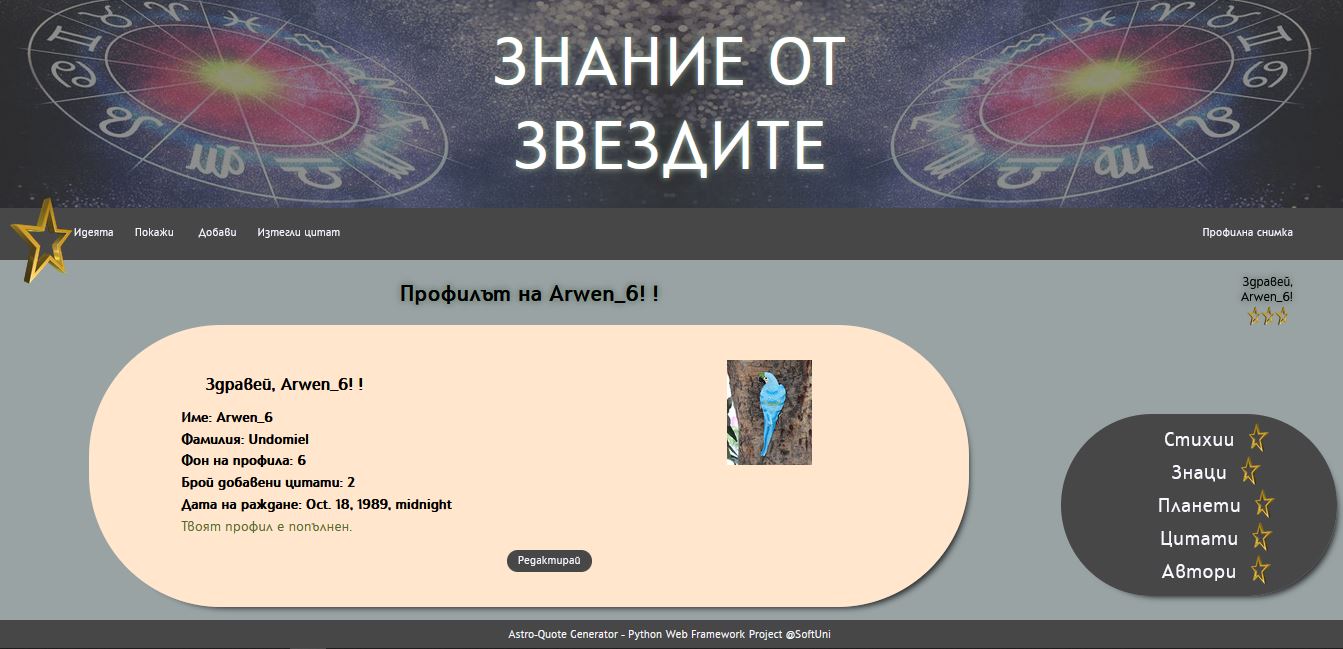 ЗНАНИЕ ОТ
ЗВЕЗДИТЕ
Идеята Покажи Добави Изтегли цитат Профилна снимка
Профилът на Arwen_6! !
Здравей,
Arwen_6!
Здравей, Arwen_6! !
Име: Arwen_6
Фамилия: Undomiel
Фон на профила: 6
Брой добавени цитати: 2
Дата на раждане: Oct. 18, 1989, midnight
Твоят профил е попълнен.
Редактирай
Стихии
Знаци
Планети
Цитати
Автори
Astro-Quote Generator - Python Web Framework Project @SoftUni